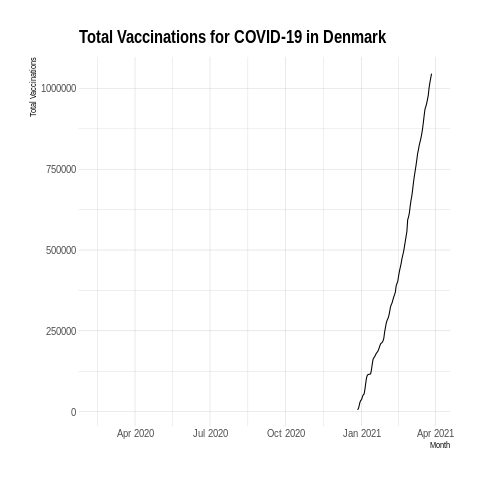 Total Vaccinations for COVID-19 in Denmark
Total Vaccinations
1000000
750000
500000
250000
0
Apr 2020
Jul 2020
Oct 2020
Jan 2021
Apr 2021
Month